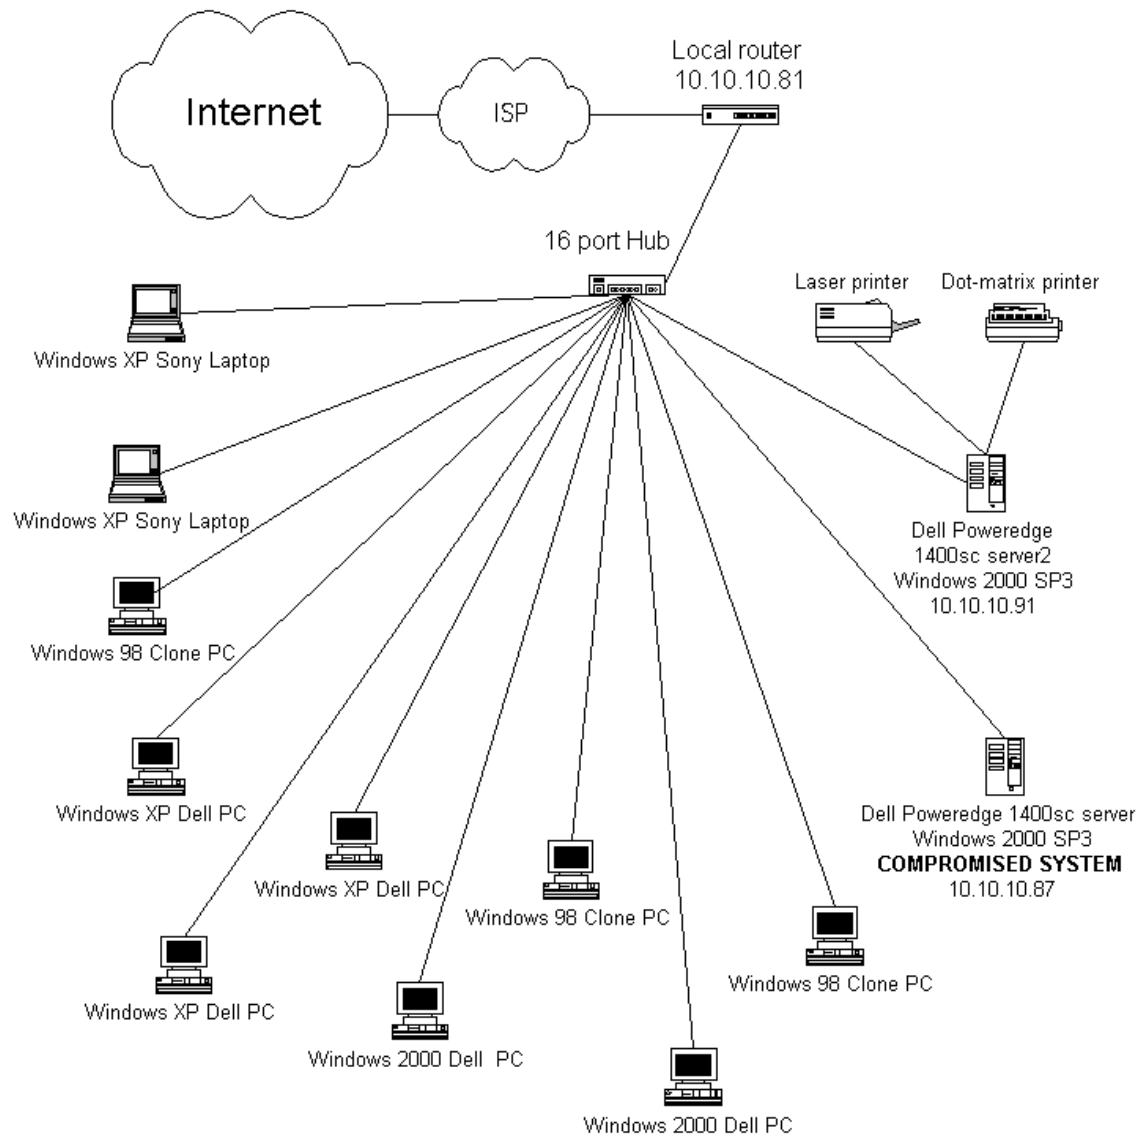 Local router
10.10.10.81
Internet
ISP
16 port Hub
Laser printer
Dot-matrix printer
Windows XP Sony Laptop
Windows XP Sony Laptop
Dell Poweredge
1400sc server2
Windows 2000 SP3
10.10.10.91
Windows 98 Clone PC
Windows XP Dell PC
Dell Poweredge 1400sc server
Windows 2000 SP3
COMPROMISED SYSTEM
10.10.10.87
Windows XP Dell PC
Windows 98 Clone PC
Windows 98 Clone PC
Windows XP Dell PC
Windows 2000 Dell  PC
Windows 2000 Dell PC